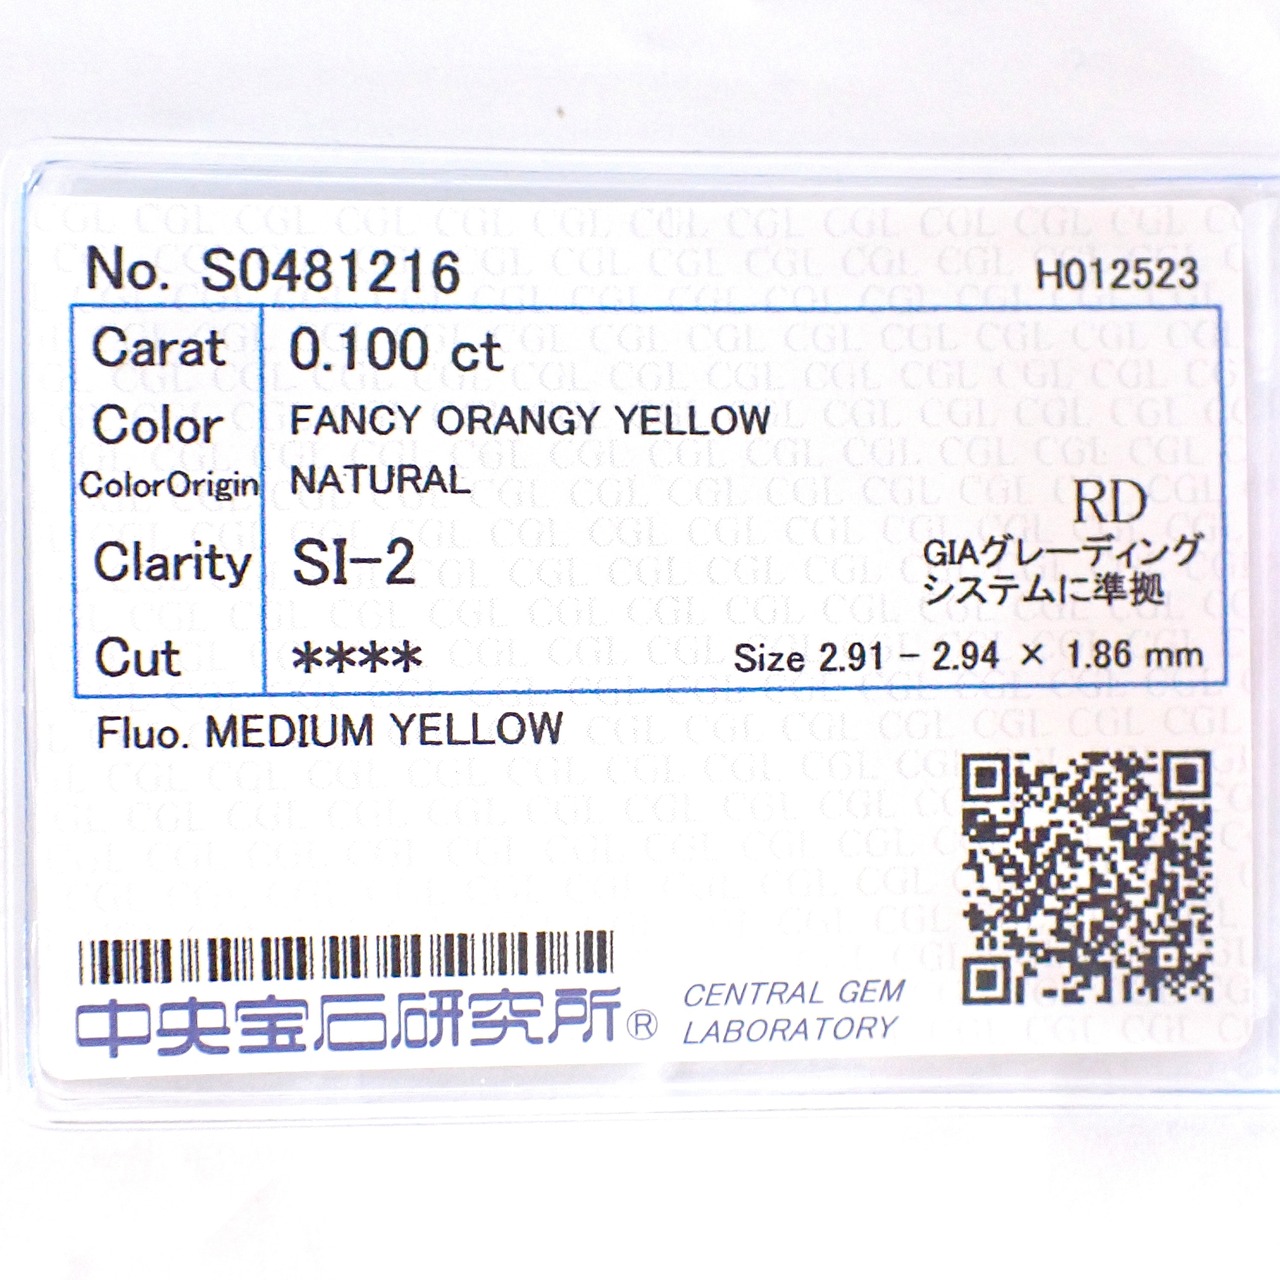 No. S0481216 H012523
Carat 0.100 ct
Color FANCY ORANGY YELLOW
ColorOrigin NATURAL
RD
Clarity SI-2
GIAグレーディング
システムに準拠
Cut **** Size 2.91 - 2.94 × 1.86 mm
Fluo. MEDIUM YELLOW
中央宝石研究所®
CENTRAL GEM
LABORATORY